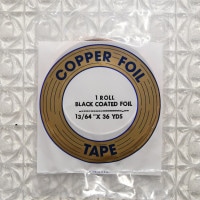 COPPER FOIL
1 ROLL
BLACK COATED FOIL
13/64 "X 36 YDS
TAPE